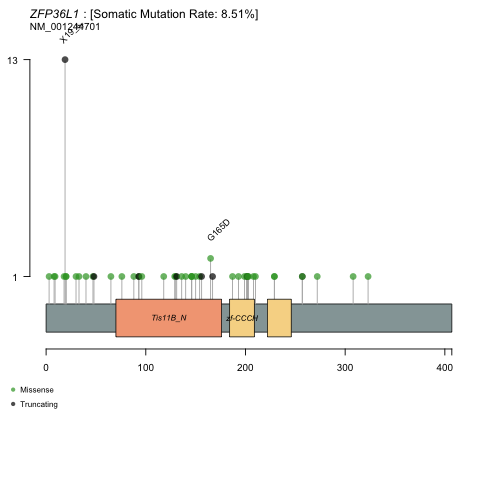 ZFP36L1 : [Somatic Mutation Rate: 8.51%]
NM_001244701
13
G165D
1
Tis11B_N
zf-CCCH
0 100 200 300 400
Missense
Truncating